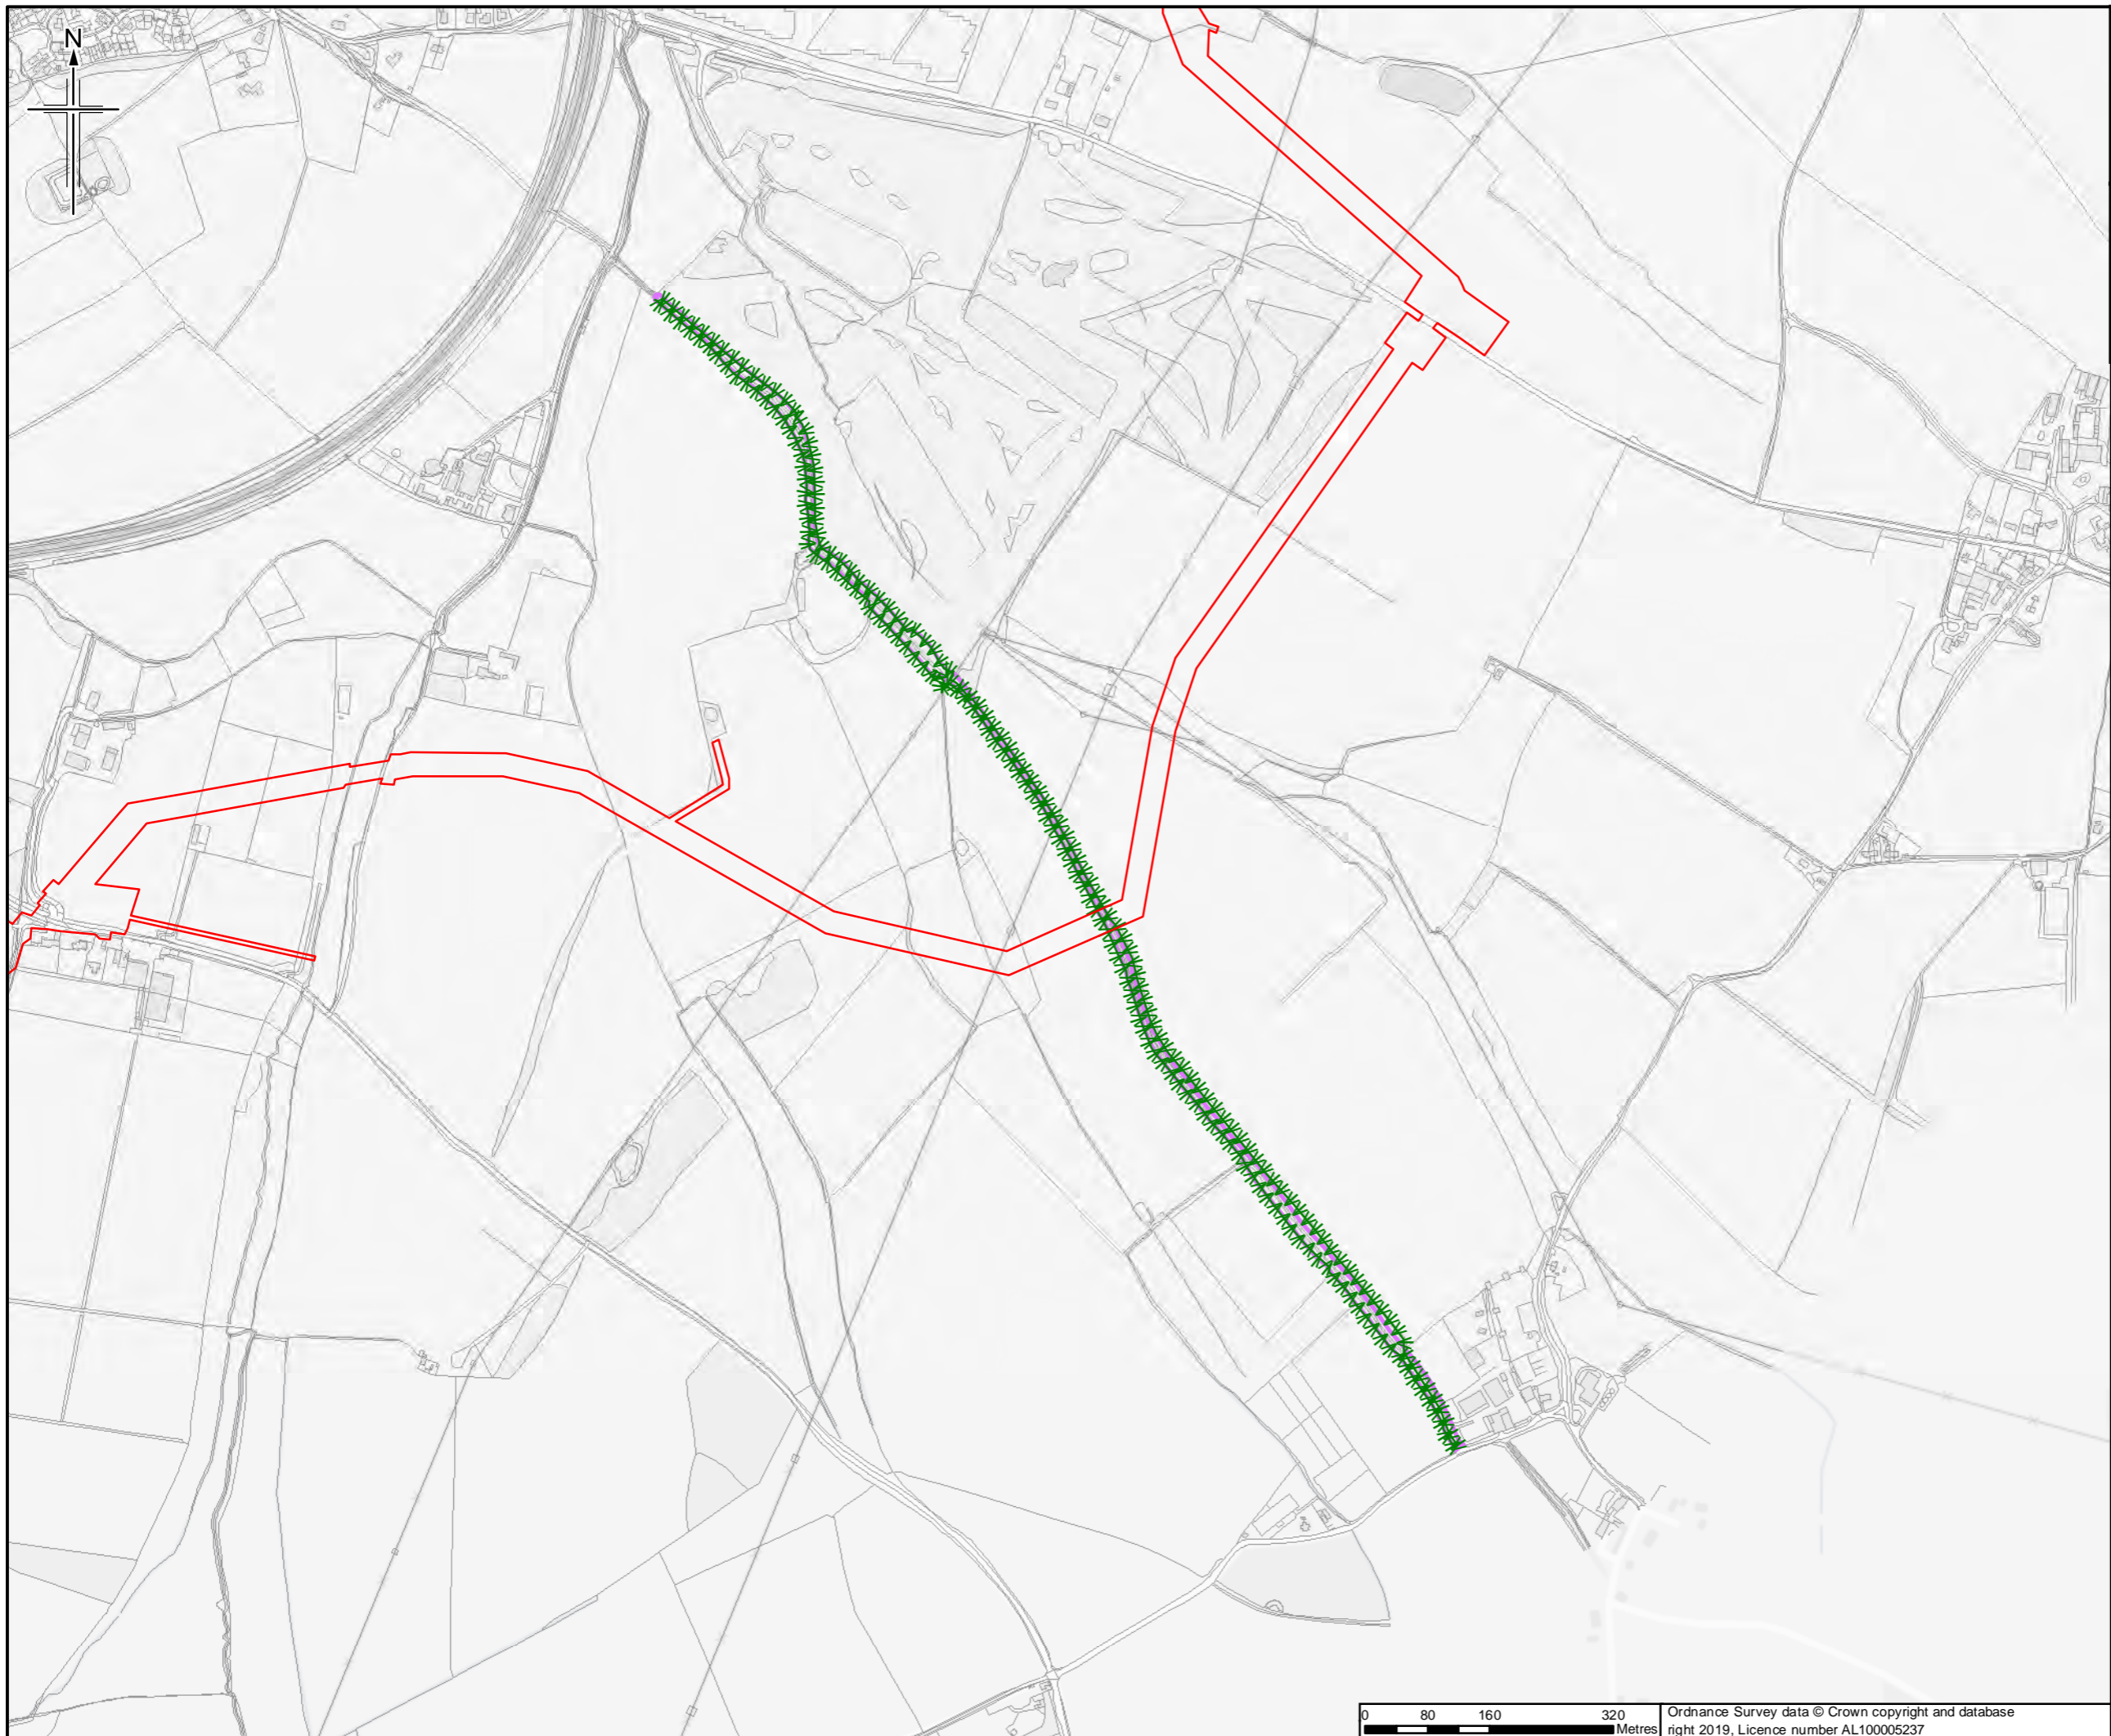 N
0 80 160 320
Metres
Ordnance Survey data © Crown copyright and database
right 2019, Licence number AL100005237